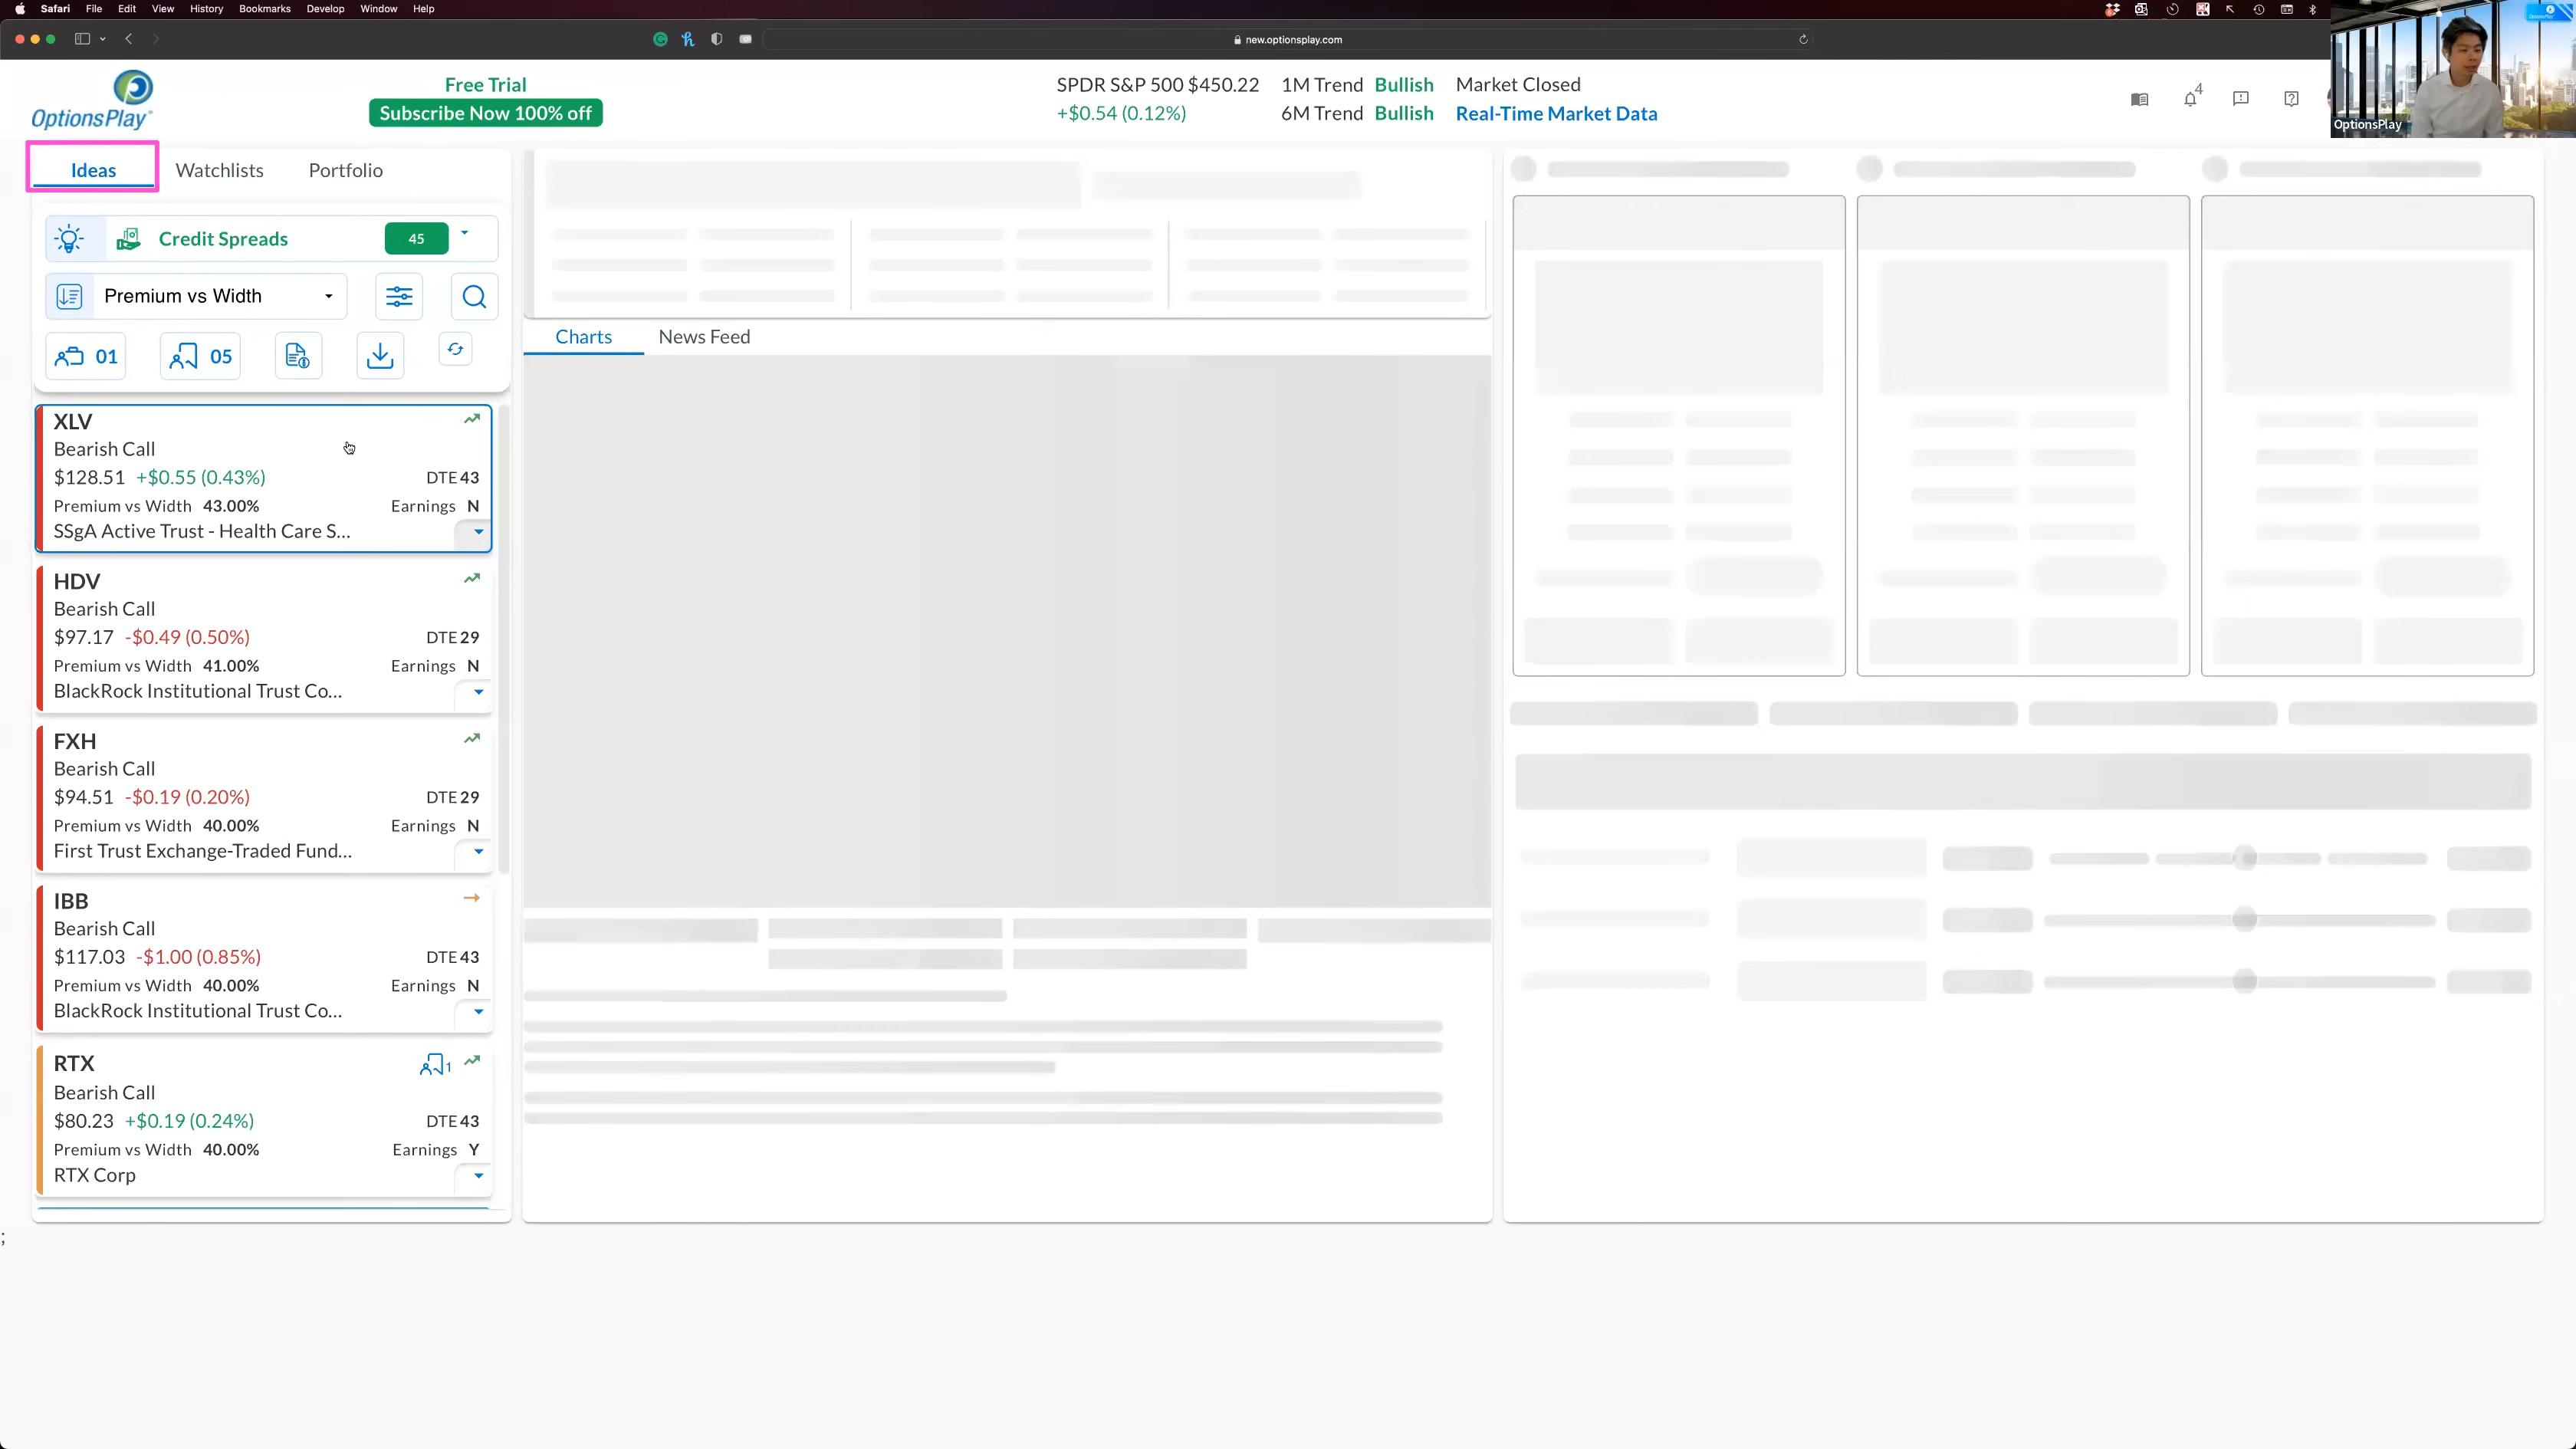 Safari File Edit View History Bookmarks Develop Window Help
new.optionsplay.com
OptionsPlay
Free Trial
Subscribe Now 100% off
SPDR S&P 500 $450.22 1M Trend Bullish Market Closed
+$0.54 (0.12%) 6M Trend Bullish Real-Time Market Data
4
OptionsPlay
Ideas Watchlists Portfolio
Credit Spreads 45
Premium vs Width
01 05
Charts News Feed
XLV
Bearish Call
$128.51 +$0.55 (0.43%) DTE 43
Premium vs Width 43.00% Earnings N
SSgA Active Trust - Health Care S...
HDV
Bearish Call
$97.17 -$0.49 (0.50%) DTE 29
Premium vs Width 41.00% Earnings N
BlackRock Institutional Trust Co...
FXH
Bearish Call
$94.51 -$0.19 (0.20%) DTE 29
Premium vs Width 40.00% Earnings N
First Trust Exchange-Traded Fund...
IBB
Bearish Call
$117.03 -$1.00 (0.85%) DTE 43
Premium vs Width 40.00% Earnings N
BlackRock Institutional Trust Co...
RTX 1
Bearish Call
$80.23 +$0.19 (0.24%) DTE 43
Premium vs Width 40.00% Earnings Y
RTX Corp
;